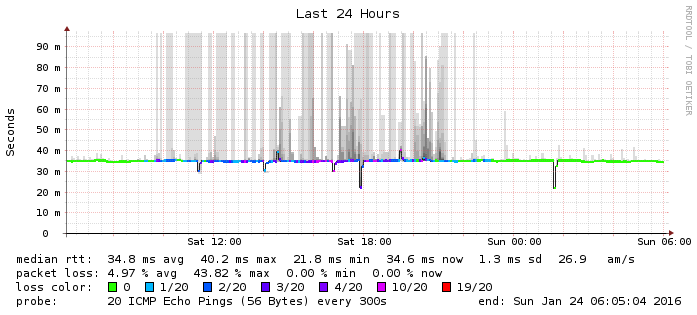 Last 24 Hours
RRDTOOL / TOBI OETIKER
Seconds
90 m
80 m
70 m
60 m
50 m
40 m
30 m
20 m
10 m
0
Sat 12:00 Sat 18:00 Sun 00:00 Sun 06:00
median rtt: 34.8 ms avg 40.2 ms max 21.8 ms min 34.6 ms now 1.3 ms sd 26.9 am/s
packet loss: 4.97 % avg 43.82 % max 0.00 % min 0.00 % now
loss color: 0 1/20 2/20 3/20 4/20 10/20 19/20
probe: 20 ICMP Echo Pings (56 Bytes) every 300s end: Sun Jan 24 06:05:04 2016